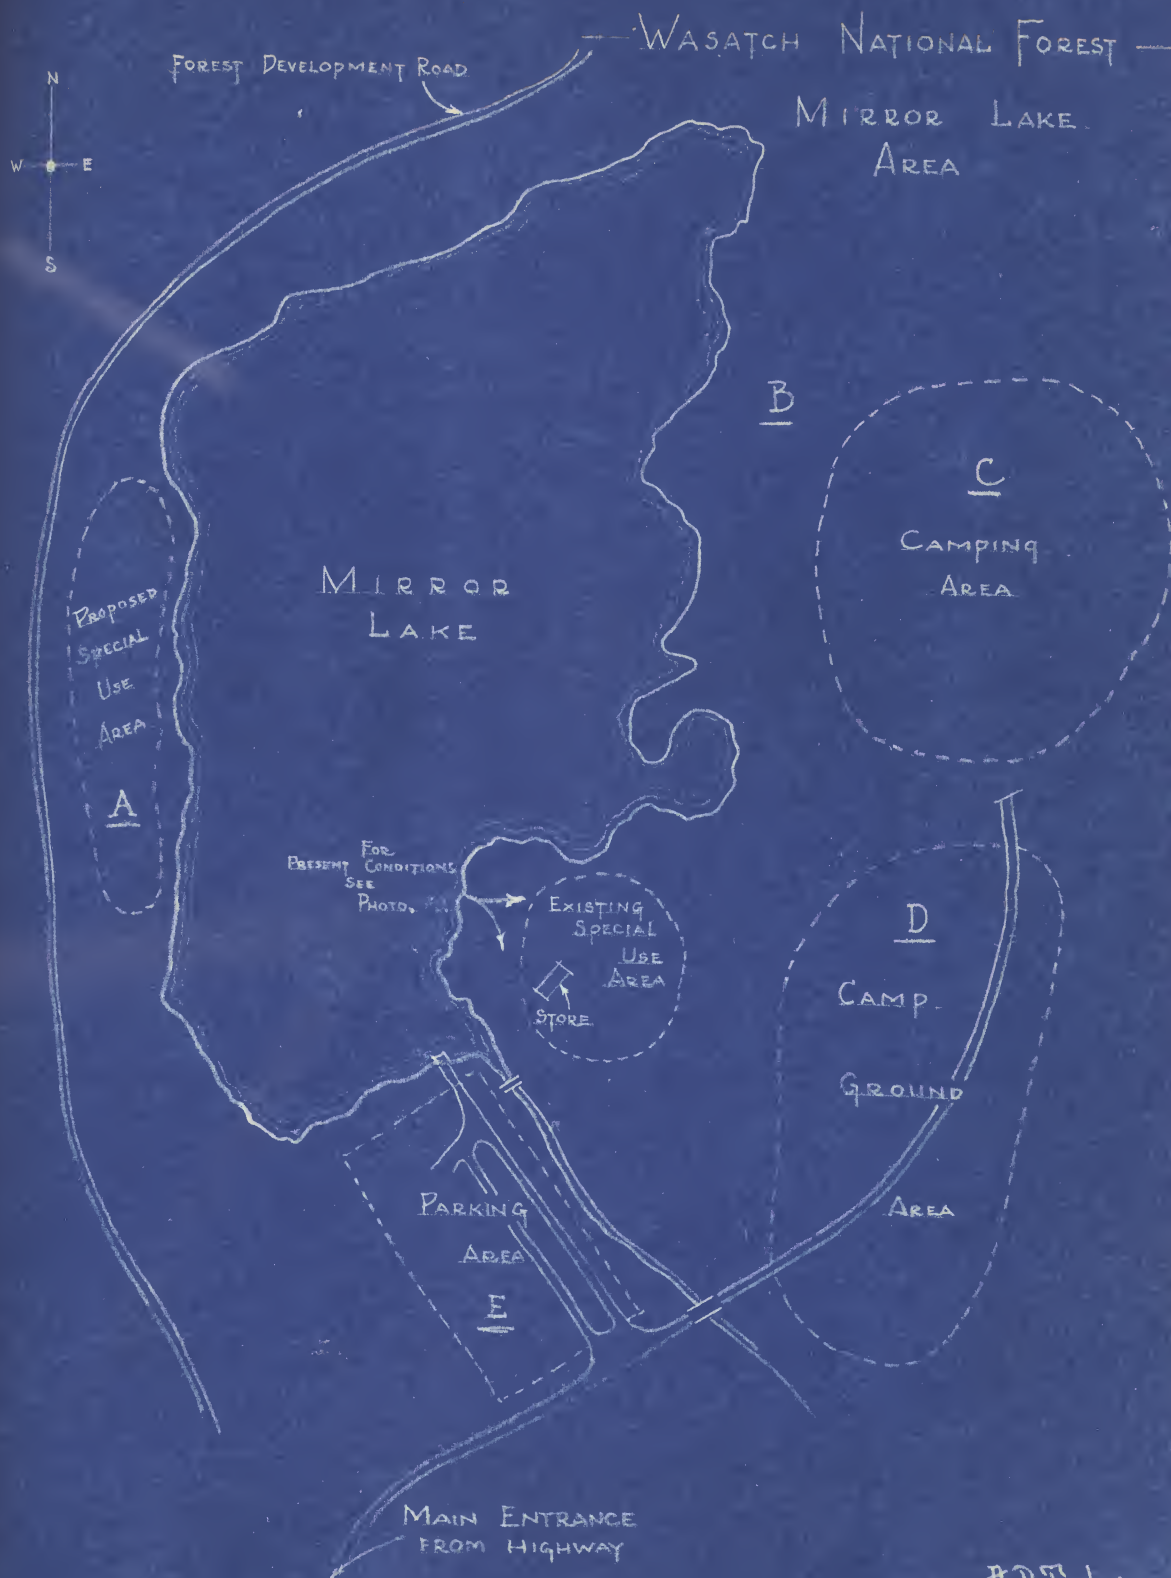 — WASATCH NATIONAL FOREST —
MIRROR LAKE
AREA
FOREST DEVELOPMENT ROAD
N
W E
S
B
C
CAMPING
AREA
MIRROR
LAKE
PROPOSED
SPECIAL
USE
AREA
A
FOR
PRESENT CONDITIONS
SEE
PHOTO.
EXISTING
SPECIAL
USE
AREA
STORE
D
CAMP
GROUND
AREA
PARKING
AREA
E
MAIN ENTRANCE
FROM HIGHWAY